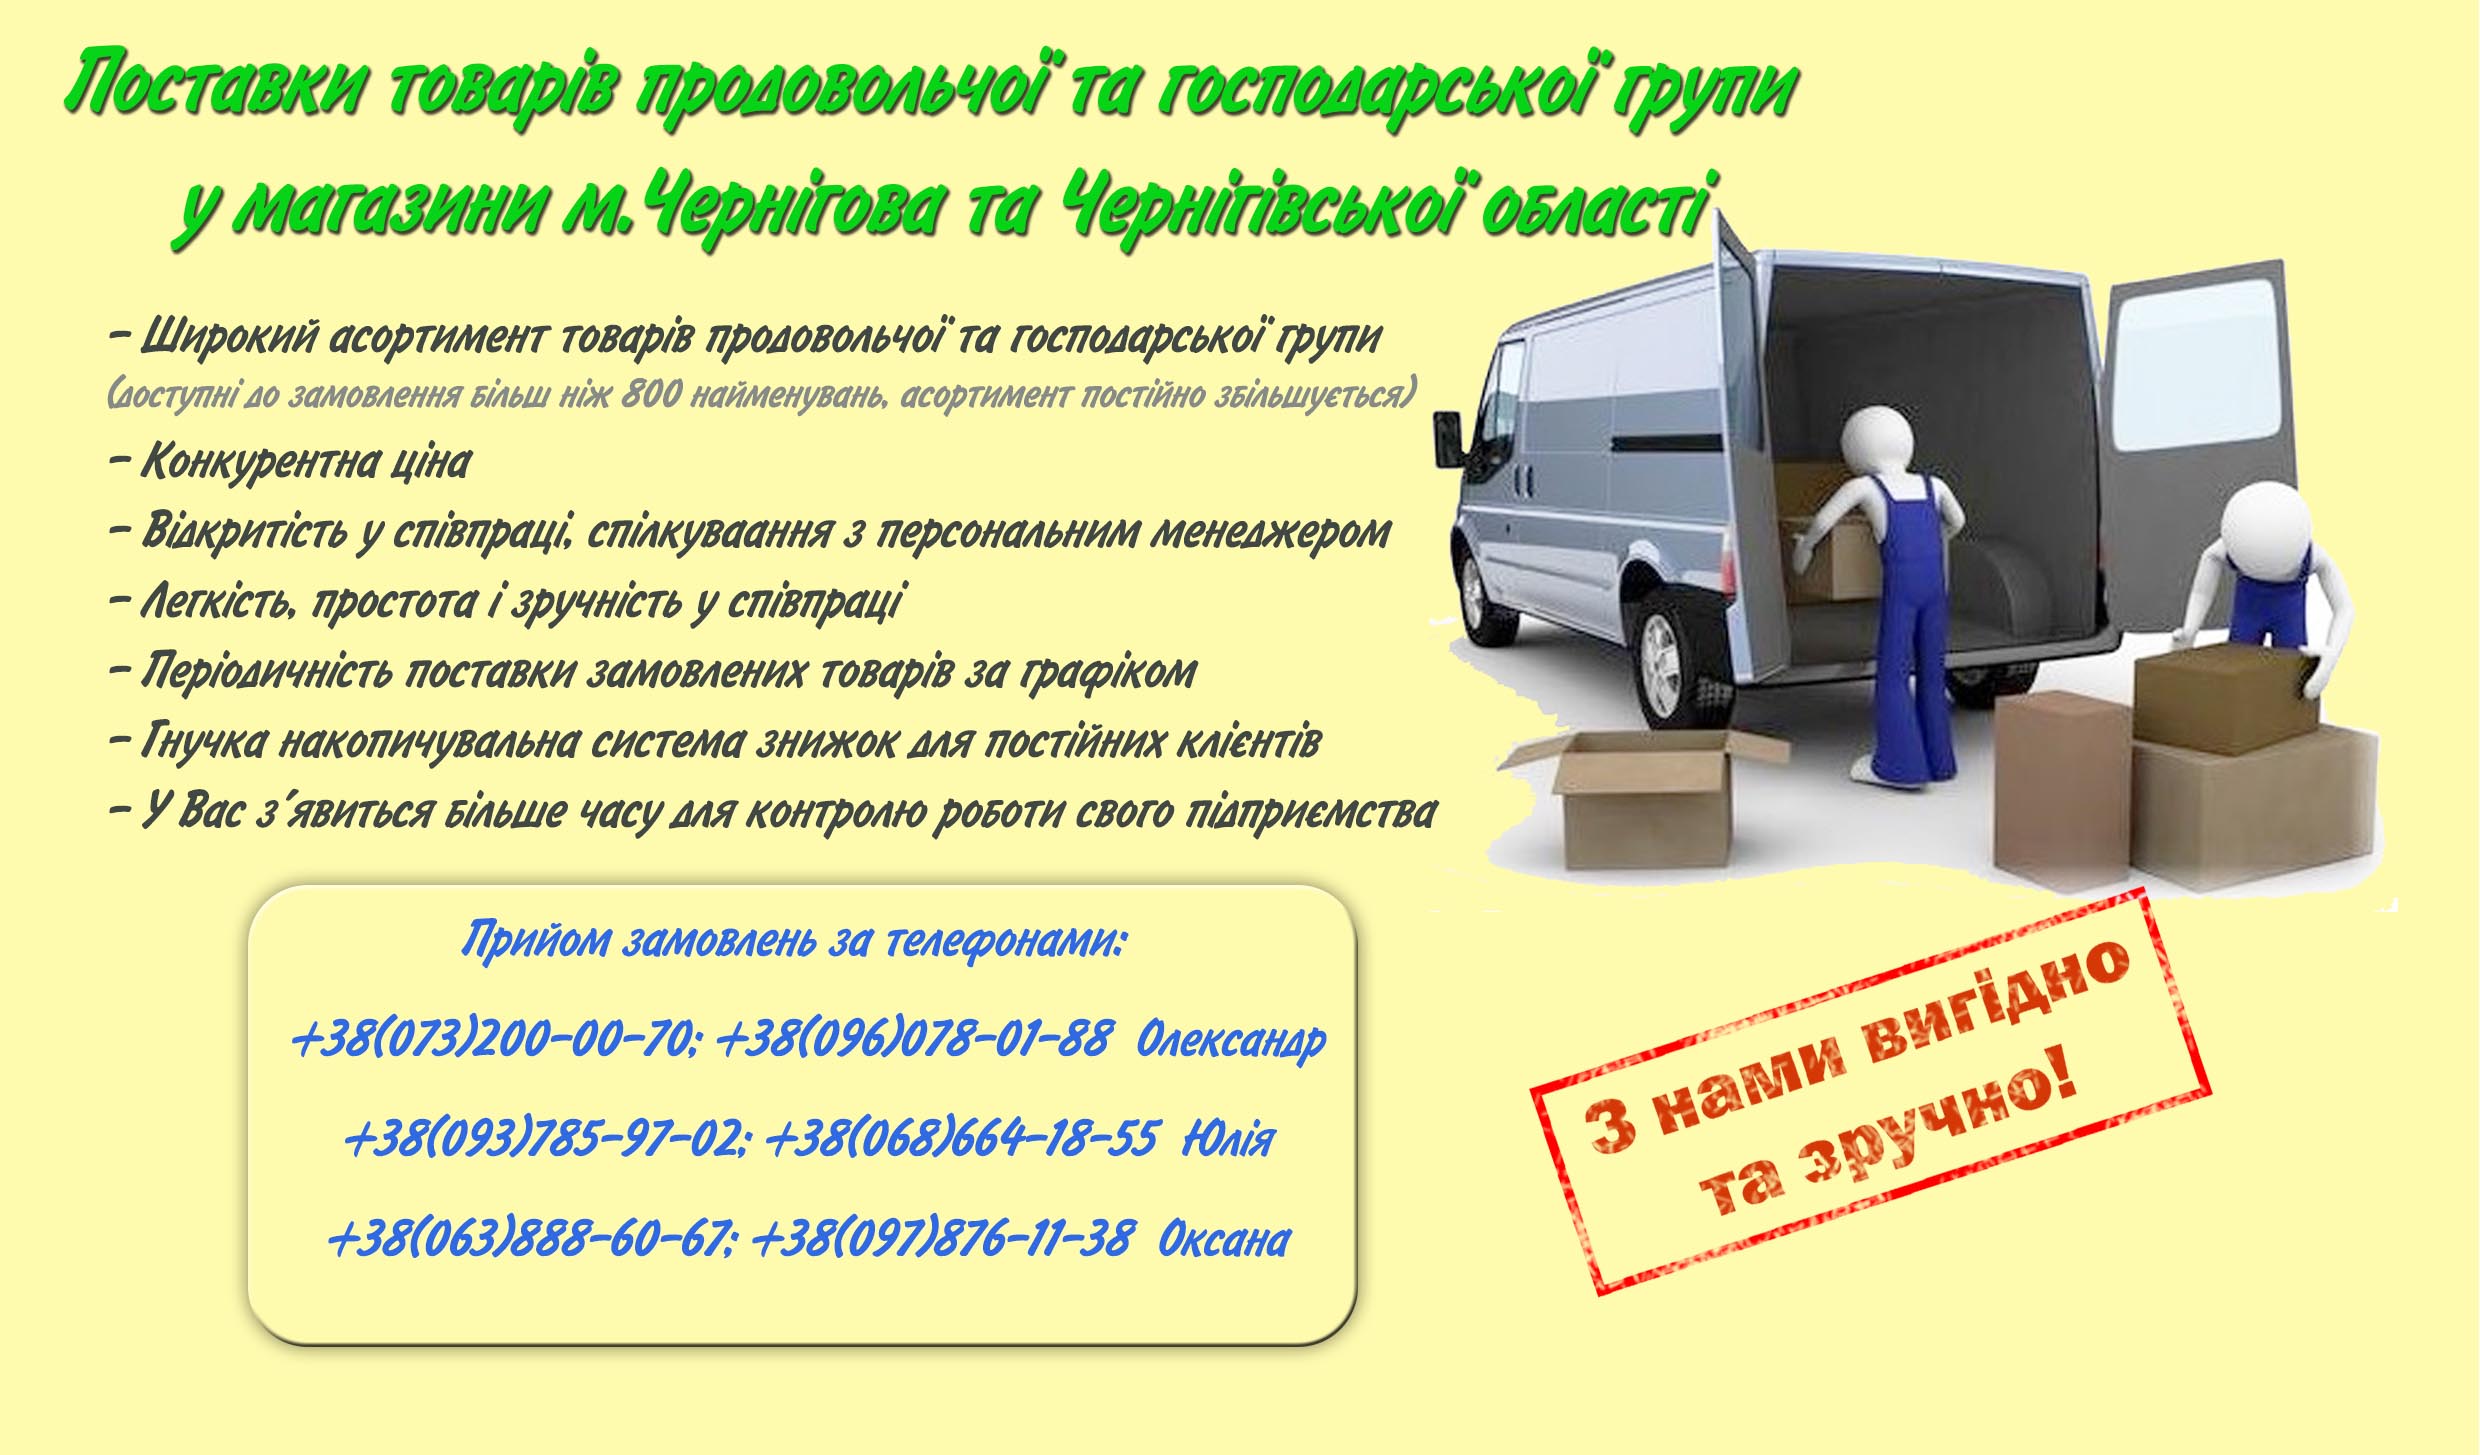 Поставки товарів продовольчої та господарської групи
у магазини м.Чернігова та Чернігівської області
- Широкий асортимент товарів продовольчої та господарської групи
(доступні до замовлення більш ніж 800 найменувань, асортимент постійно збільшується)
- Конкурентна ціна
- Відкритість у співпраці, спілкуваання з персональним менеджером
- Легкість, простота і зручність у співпраці
- Періодичність поставки замовлених товарів за графіком
- Гнучка накопичувальна система знижок для постійних клієнтів
- У Вас з'явиться більше часу для контролю роботи свого підприємства
Прийом замовлень за телефонами:
+38(073)200-00-70; +38(096)078-01-88 Олександр
+38(093)785-97-02; +38(068)664-18-55 Юлія
+38(063)888-60-67; +38(097)876-11-38 Оксана
З нами вигідно
та зручно!